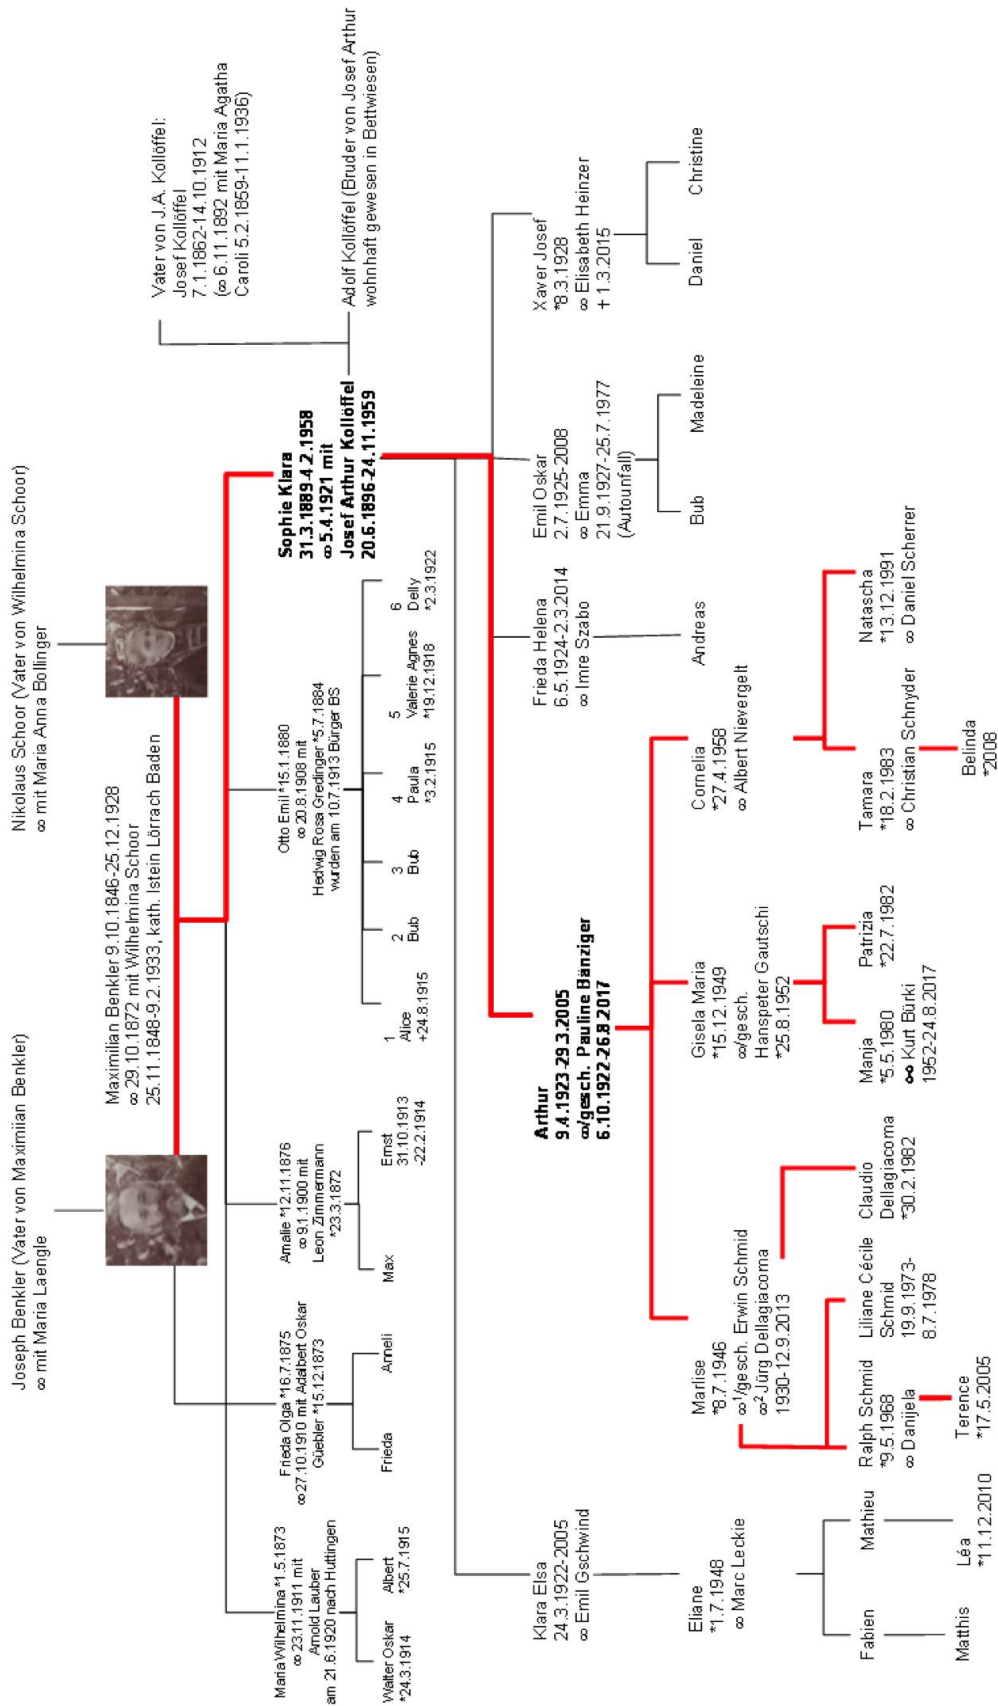 Joseph Benkler (Vater von Maximiian Benkler)
∞ mit Maria Laengle
Nikolaus Schoor (Vater von Wilhelmina Schoor)
∞ mit Maria Anna Bollinger
Maximilian Benkler 9.10.1846-25.12.1928
∞ 29.10.1872 mit Wilhelmina Schoor
25.11.1848-9.2.1933, kath. Istein Lörrach Baden
Vater von J.A. Kollöffel:
Josef Kollöffel
7.1.1862-14.10.1912
(∞ 6.11.1892 mit Maria Agatha
Caroli 5.2.1859-11.1.1936)
Maria Wilhelmina *1.5.1873
∞ 23.11.1911 mit
Arnold Lauber
am 21.6.1920 nach Huttingen
Frieda Olga *16.7.1875
∞27.10.1910 mit Adalbert Oskar
Güebler *15.12.1873
Amalie *12.11.1876
∞ 9.1.1900 mit
Leon Zimmermann
*23.3.1872
Otto Emil *15.1.1880
∞ 20.8.1908 mit
Hedwig Rosa Gredinger *5.7.1884
wurden am 10.7.1913 Bürger BS
Sophie Klara
31.3.1889-4.2.1958
∞ 5.4.1921 mit
Josef Arthur Kollöffel
20.6.1896-24.11.1959
Adolf Kollöffel (Bruder von Josef Arthur
wohnhaft gewesen in Bettwiesen)
Walter Oskar
*24.3.1914
Albert
*25.7.1915
Frieda
Anneli
Max
Ernst
31.10.1913
-22.2.1914
1
Alice
+24.8.1915
2
Bub
3
Bub
4
Paula
*3.2.1915
5
Valerie Agnes
*19.12.1918
6
Delly
*2.3.1922
Klara Elsa
24.3.1922-2005
∞ Emil Gschwind
Arthur
9.4.1923-29.3.2005
∞/gesch. Pauline Bänziger
6.10.1922-26.8.2017
Frieda Helena
6.5.1924-2.3.2014
∞ Imre Szabo
Emil Oskar
2.7.1925-2008
∞ Emma
21.9.1927-25.7.1977
(Autounfall)
Xaver Josef
*8.3.1928
∞ Elisabeth Heinzer
+ 1.3.2015
Eliane
*1.7.1948
∞ Marc Leckie
Marlise
*8.7.1946
∞¹/gesch. Erwin Schmid
∞² Jürg Dellagiacoma
1930-12.9.2013
Gisela Maria
*15.12.1949
∞/gesch.
Hanspeter Gautschi
*25.8.1952
Cornelia
*27.4.1958
∞ Albert Nievergelt
Andreas
Bub
Madeleine
Daniel
Christine
Fabien
Mathieu
Ralph Schmid
*9.5.1968
∞ Danijela
Liliane Cécile
Schmid
19.9.1973-
8.7.1978
Claudio
Dellagiacoma
*30.2.1982
Manja
*5.5.1980
∞ Kurt Bürki
1952-24.8.2017
Patrizia
*22.7.1982
Tamara
*18.2.1983
∞ Christian Schnyder
Natascha
*13.12.1991
∞ Daniel Scherrer
Matthis
Léa
*11.12.2010
Terence
*17.5.2005
Belinda
*2008